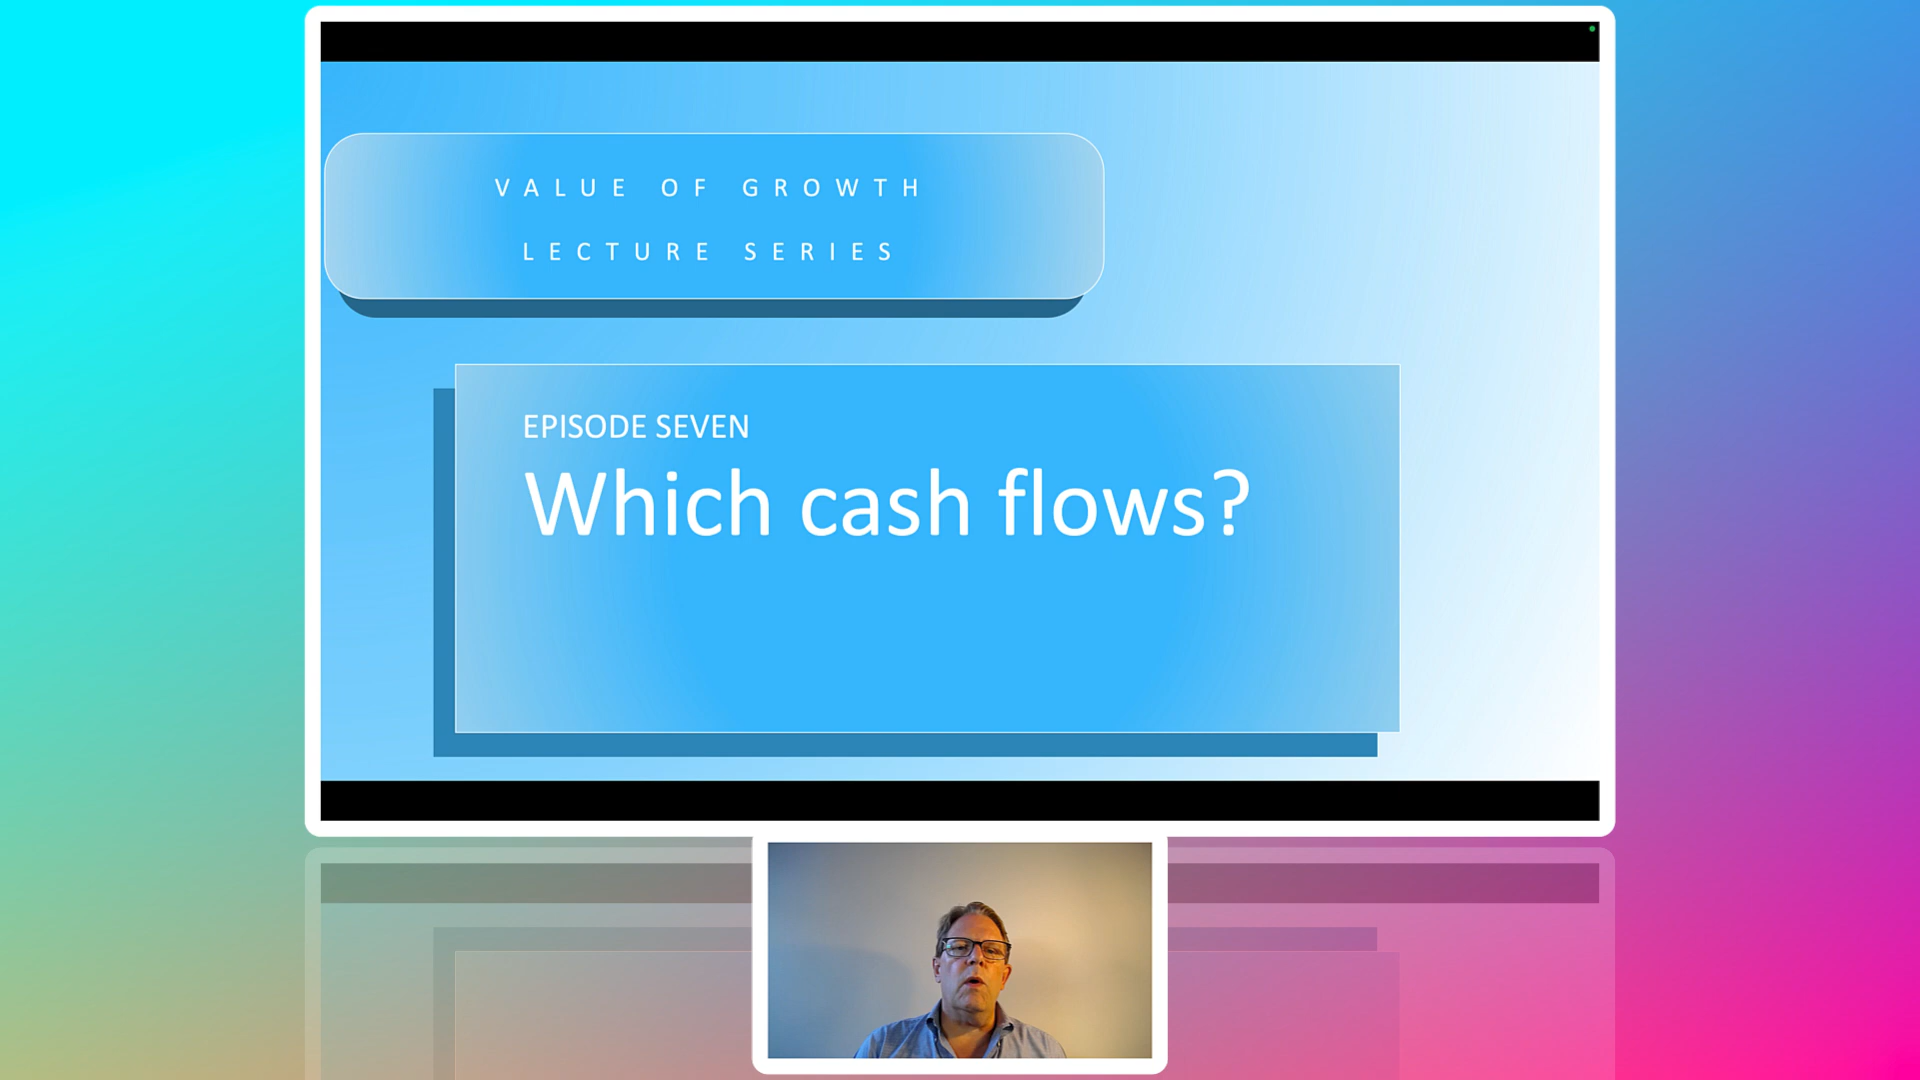 VALUE OF GROWTH
LECTURE SERIES
EPISODE SEVEN
Which cash flows?